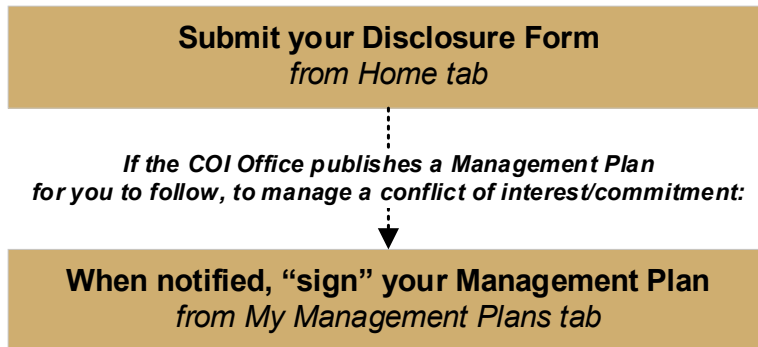 Submit your Disclosure Form
from Home tab
If the COI Office publishes a Management Plan
for you to follow, to manage a conflict of interest/commitment:
When notified, “sign” your Management Plan
from My Management Plans tab